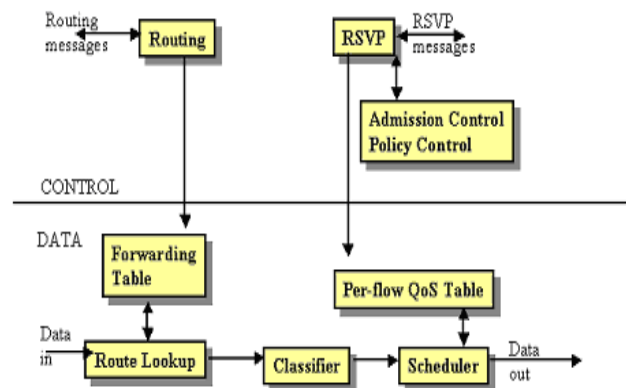 Routing
messages
Routing
RSVP
RSVP
messages
Admission Control
Policy Control
CONTROL
DATA
Forwarding
Table
Per-flow QoS Table
Data
in
Route Lookup
Classifier
Scheduler
Data
out